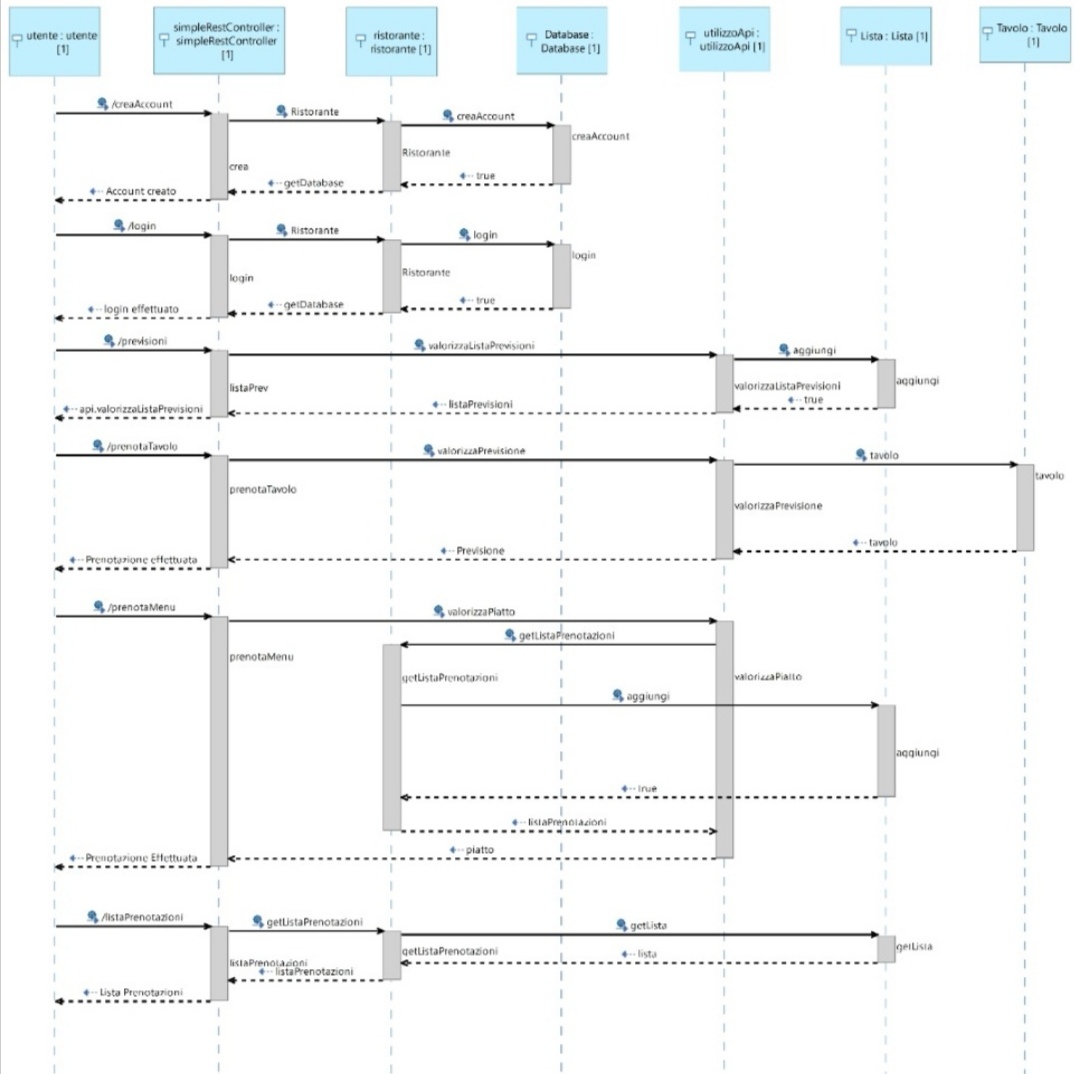 utente : utente
[1]
simpleRestController :
simpleRestController
[1]
ristorante :
ristorante [1]
Database :
Database [1]
utilizzoApi :
utilizzoApi [1]
Lista : Lista [1]
Tavolo : Tavolo
[1]
/creaAccount
Ristorante
creaAccount
creaAccount
Ristorante
crea
true
getDatabase
Account creato
/login
Ristorante
login
login
Ristorante
login
true
getDatabase
login effettuato
/previsioni
valorizzaListaPrevisioni
aggiungi
aggiungi
valorizzaListaPrevisioni
listaPrev
true
listaPrevisioni
api.valorizzaListaPrevisioni
/prenotaTavolo
valorizzaPrevisione
tavolo
tavolo
prenotaTavolo
valorizzaPrevisione
tavolo
Previsione
Prenotazione effettuata
/prenotaMenu
valorizzaPiatto
getListaPrenotazioni
prenotaMenu
getListaPrenotazioni
valorizzaPiatto
aggiungi
aggiungi
true
listaPrenotazioni
piatto
Prenotazione Effettuata
/listaPrenotazioni
getListaPrenotazioni
getLista
getLista
getListaPrenotazioni
lista
listaPrenotazioni
listaPrenotazioni
Lista Prenotazioni